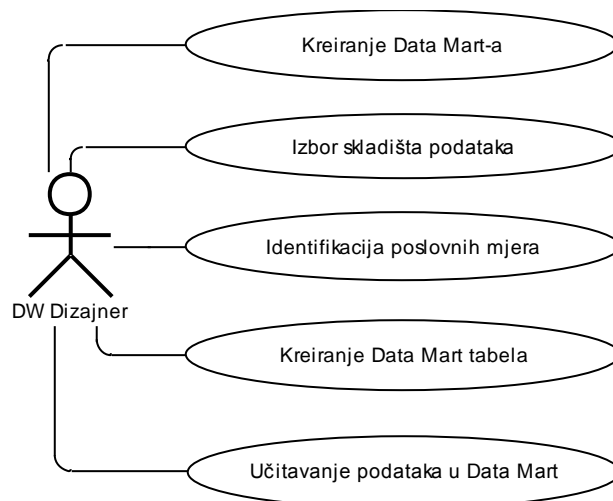 Kreiranje Data Mart-a
Izbor skladišta podataka
Identifikacija poslovnih mjera
DW Dizajner
Kreiranje Data Mart tabela
Učitavanje podataka u Data Mart